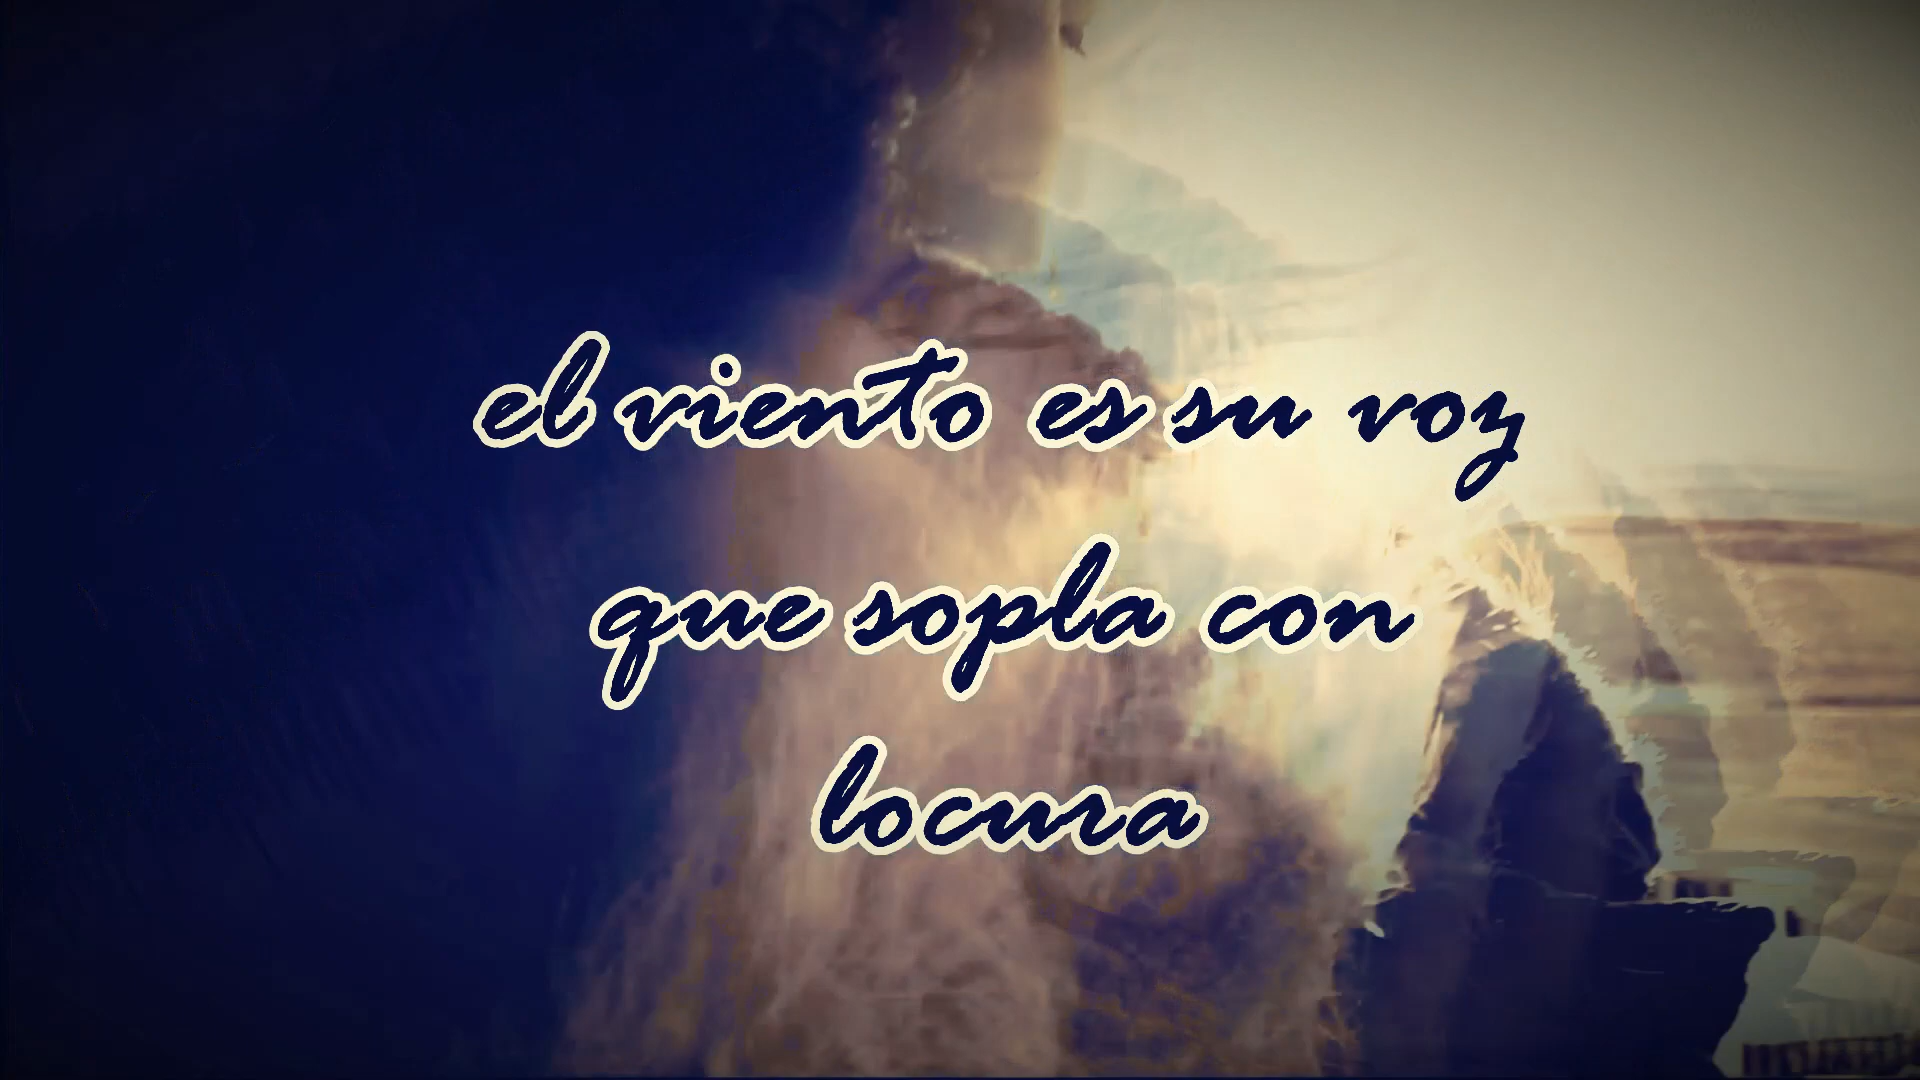 el viento es su voz
que sopla con
locura